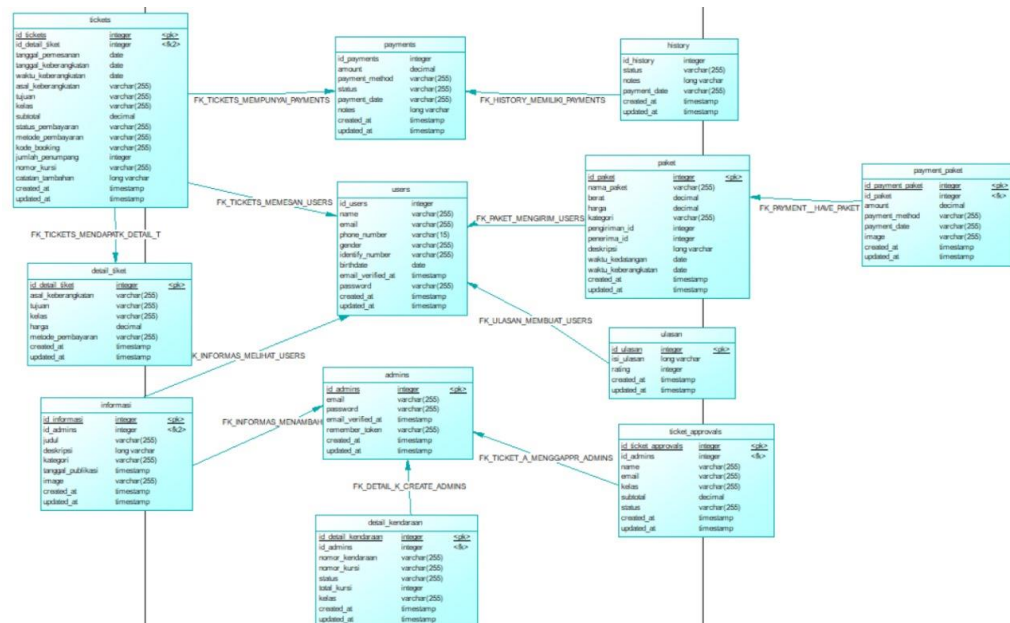 tickets
id_tickets integer <pk>
id_detail_tiket integer <fk2>
tanggal_pemesanan date
tanggal_keberangkatan date
waktu_keberangkatan date
asal_keberangkatan varchar(255)
tujuan varchar(255)
kelas varchar(255)
subtotal decimal
status_pembayaran varchar(255)
metode_pembayaran varchar(255)
kode_booking varchar(255)
jumlah_penumpang integer
nomor_kursi varchar(255)
catatan_tambahan long varchar
created_at timestamp
updated_at timestamp
FK_TICKETS_MEMPUNYAI_PAYMENTS
payments
id_payments integer
amount decimal
payment_method varchar(255)
status varchar(255)
payment_date varchar(255)
notes long varchar
created_at timestamp
updated_at timestamp
FK_HISTORY_MEMILIKI_PAYMENTS
history
id_history integer
status varchar(255)
notes long varchar
payment_date varchar(255)
created_at timestamp
updated_at timestamp
FK_TICKETS_MEMESAN_USERS
users
id_users integer
name varchar(255)
email varchar(255)
phone_number varchar(15)
gender varchar(255)
identify_number varchar(255)
birthdate date
email_verified_at timestamp
password varchar(255)
created_at timestamp
updated_at timestamp
FK_PAKET_MENGIRIM_USERS
paket
id_paket integer <pk>
nama_paket varchar(255)
berat decimal
harga decimal
kategori varchar(255)
pengiriman_id integer
penerima_id integer
deskripsi long varchar
waktu_kedatangan date
waktu_keberangkatan date
created_at timestamp
updated_at timestamp
FK_PAYMENT__HAVE_PAKET
payment_paket
id_payment_paket integer <pk>
id_paket integer <fk>
amount decimal
payment_method varchar(255)
payment_date varchar(255)
image varchar(255)
created_at timestamp
updated_at timestamp
FK_TICKETS_MENDAPATK_DETAIL_T
detail_tiket
id_detail_tiket integer <pk>
asal_keberangkatan varchar(255)
tujuan varchar(255)
kelas varchar(255)
harga decimal
metode_pembayaran varchar(255)
created_at timestamp
updated_at timestamp
FK_ULASAN_MEMBUAT_USERS
ulasan
id_ulasan integer <pk>
isi_ulasan long varchar
rating integer
created_at timestamp
updated_at timestamp
K_INFORMAS_MELIHAT_USERS
informasi
id_informasi integer <pk>
id_admins integer <fk2>
judul varchar(255)
deskripsi long varchar
kategori varchar(255)
tanggal_publikasi timestamp
image varchar(255)
created_at timestamp
updated_at timestamp
FK_INFORMAS_MENAMBAH
admins
id_admins integer <pk>
email varchar(255)
password varchar(255)
email_verified_at timestamp
remember_token varchar(255)
created_at timestamp
updated_at timestamp
FK_TICKET_A_MENGGAPPR_ADMINS
ticket_approvals
id_ticket_approvals integer <pk>
id_admins integer <fk>
name varchar(255)
email varchar(255)
kelas varchar(255)
subtotal decimal
status varchar(255)
created_at timestamp
updated_at timestamp
FK_DETAIL_K_CREATE_ADMINS
detail_kendaraan
id_detail_kendaraan integer <pk>
id_admins integer <fk>
nomor_kendaraan varchar(255)
nomor_kursi varchar(255)
status varchar(255)
total_kursi integer
kelas varchar(255)
created_at timestamp
updated_at timestamp